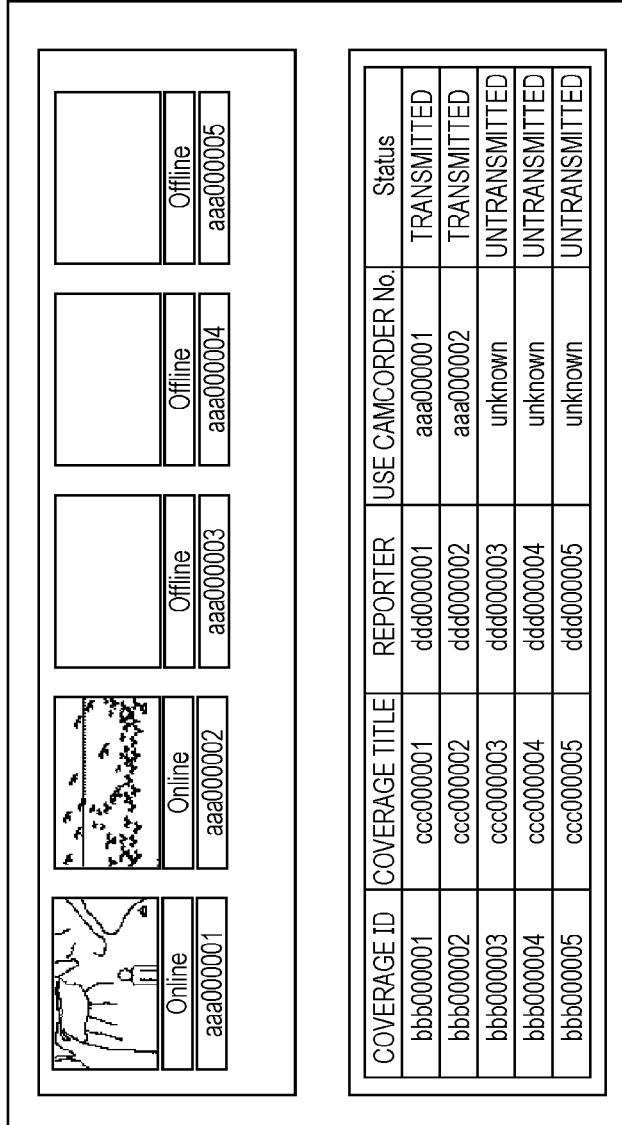 Online Online Offline Offline Offline
aaa000001 aaa000002 aaa000003 aaa000004 aaa000005
COVERAGE ID COVERAGE TITLE REPORTER USE CAMCORDER No. Status
bbb000001 ccc000001 ddd000001 aaa000001 TRANSMITTED
bbb000002 ccc000002 ddd000002 aaa000002 TRANSMITTED
bbb000003 ccc000003 ddd000003 unknown UNTRANSMITTED
bbb000004 ccc000004 ddd000004 unknown UNTRANSMITTED
bbb000005 ccc000005 ddd000005 unknown UNTRANSMITTED